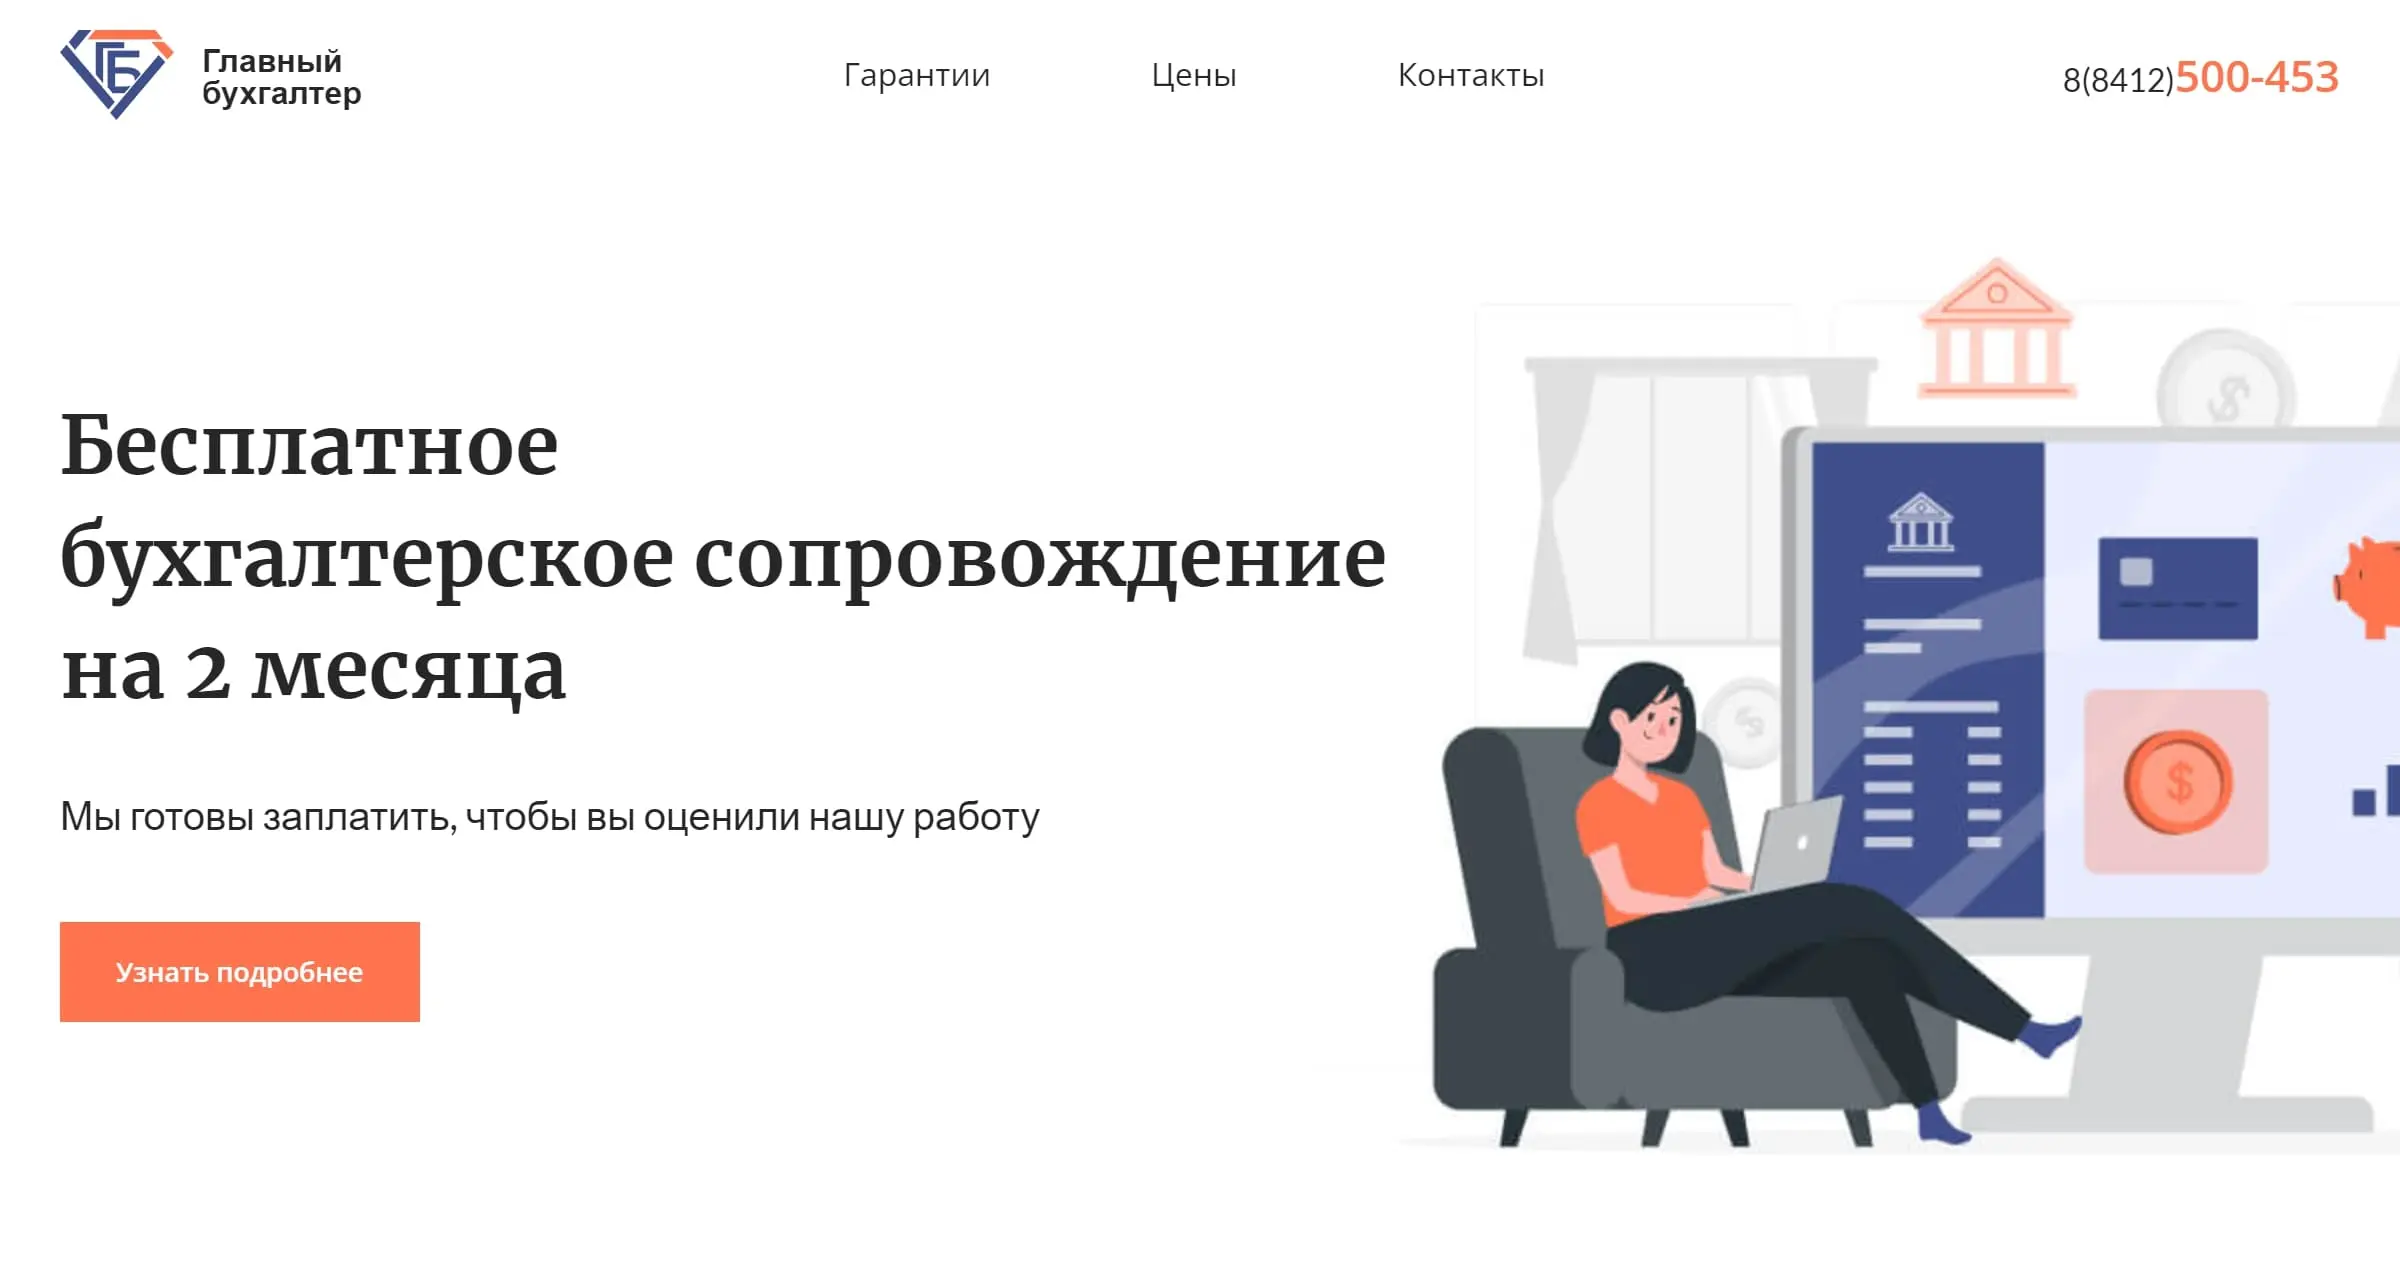 ГБ
Главный
бухгалтер
Гарантии
Цены
Контакты
8(8412)500-453
Бесплатное
бухгалтерское сопровождение
на 2 месяца
Мы готовы заплатить, чтобы вы оценили нашу работу
Узнать подробнее
$
$
$